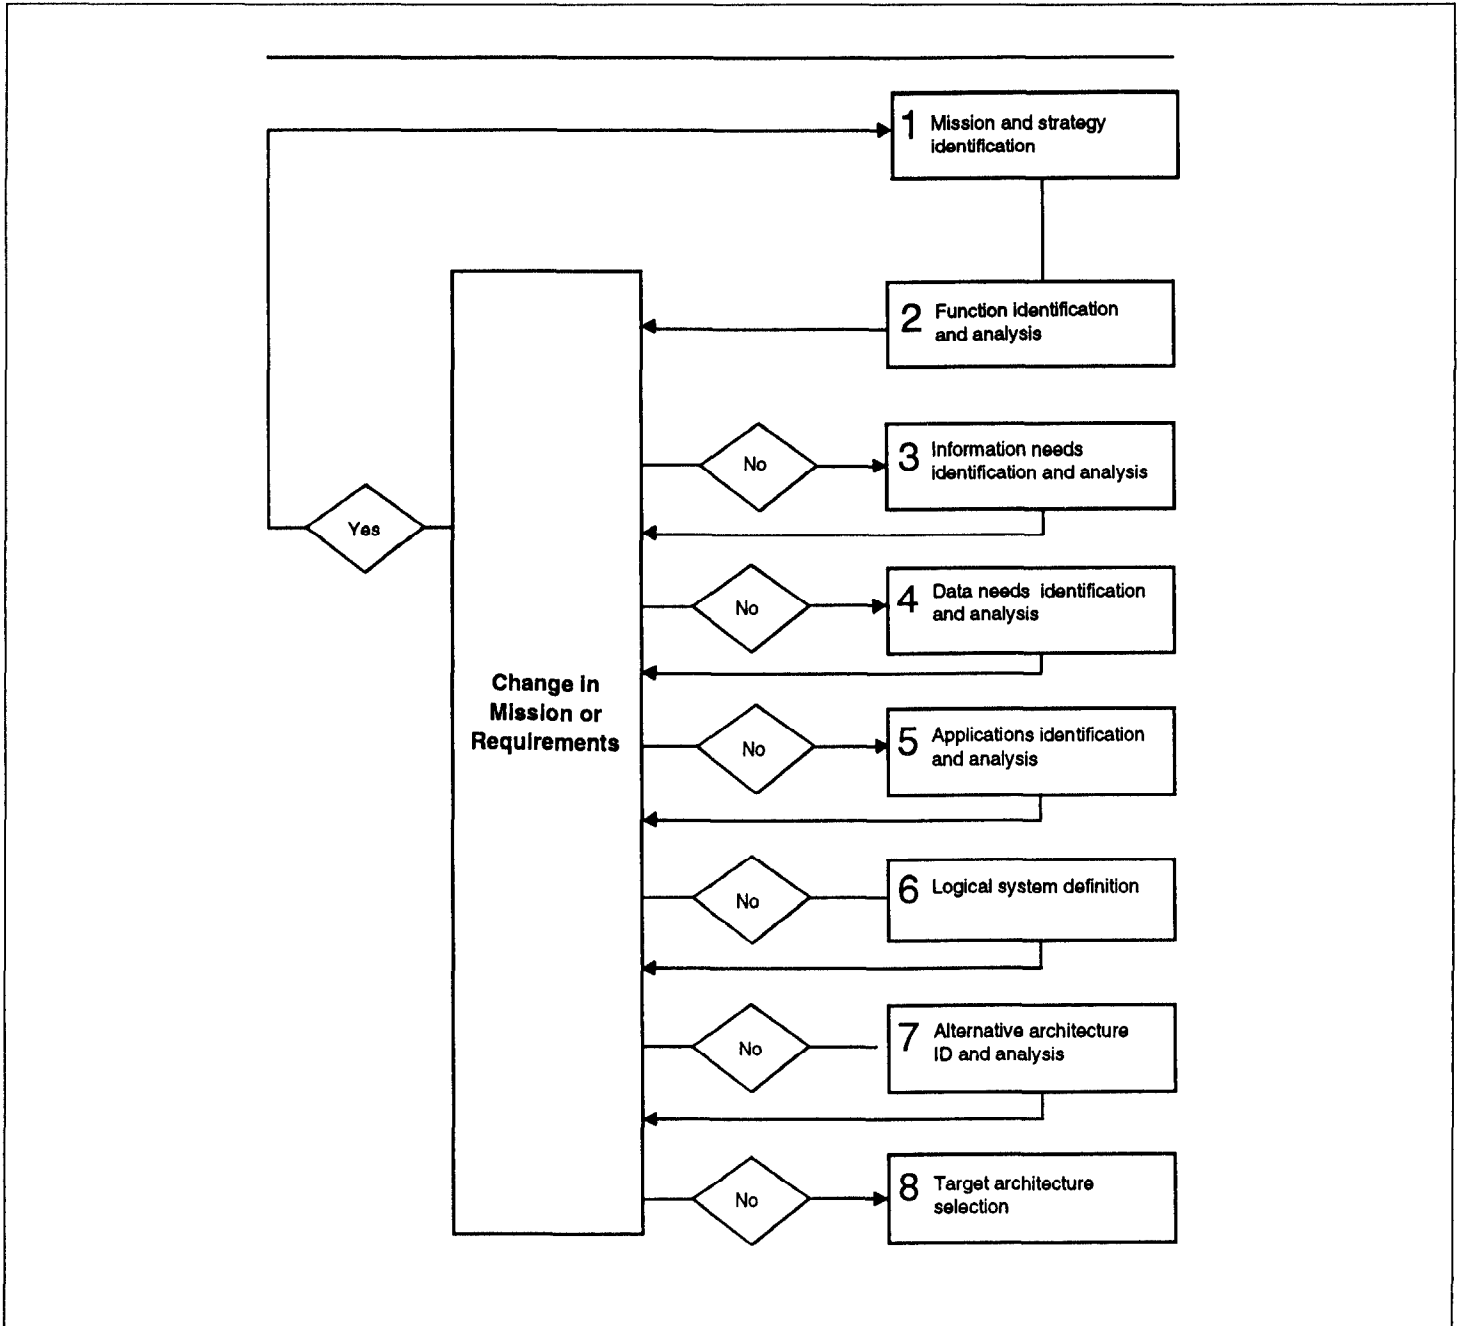 1 Mission and strategy
identification
2 Function identification
and analysis
No
3 Information needs
identification and analysis
Yes
No
4 Data needs identification
and analysis
Change in
Mission or
Requirements
No
5 Applications identification
and analysis
No
6 Logical system definition
No
7 Alternative architecture
ID and analysis
No
8 Target architecture
selection